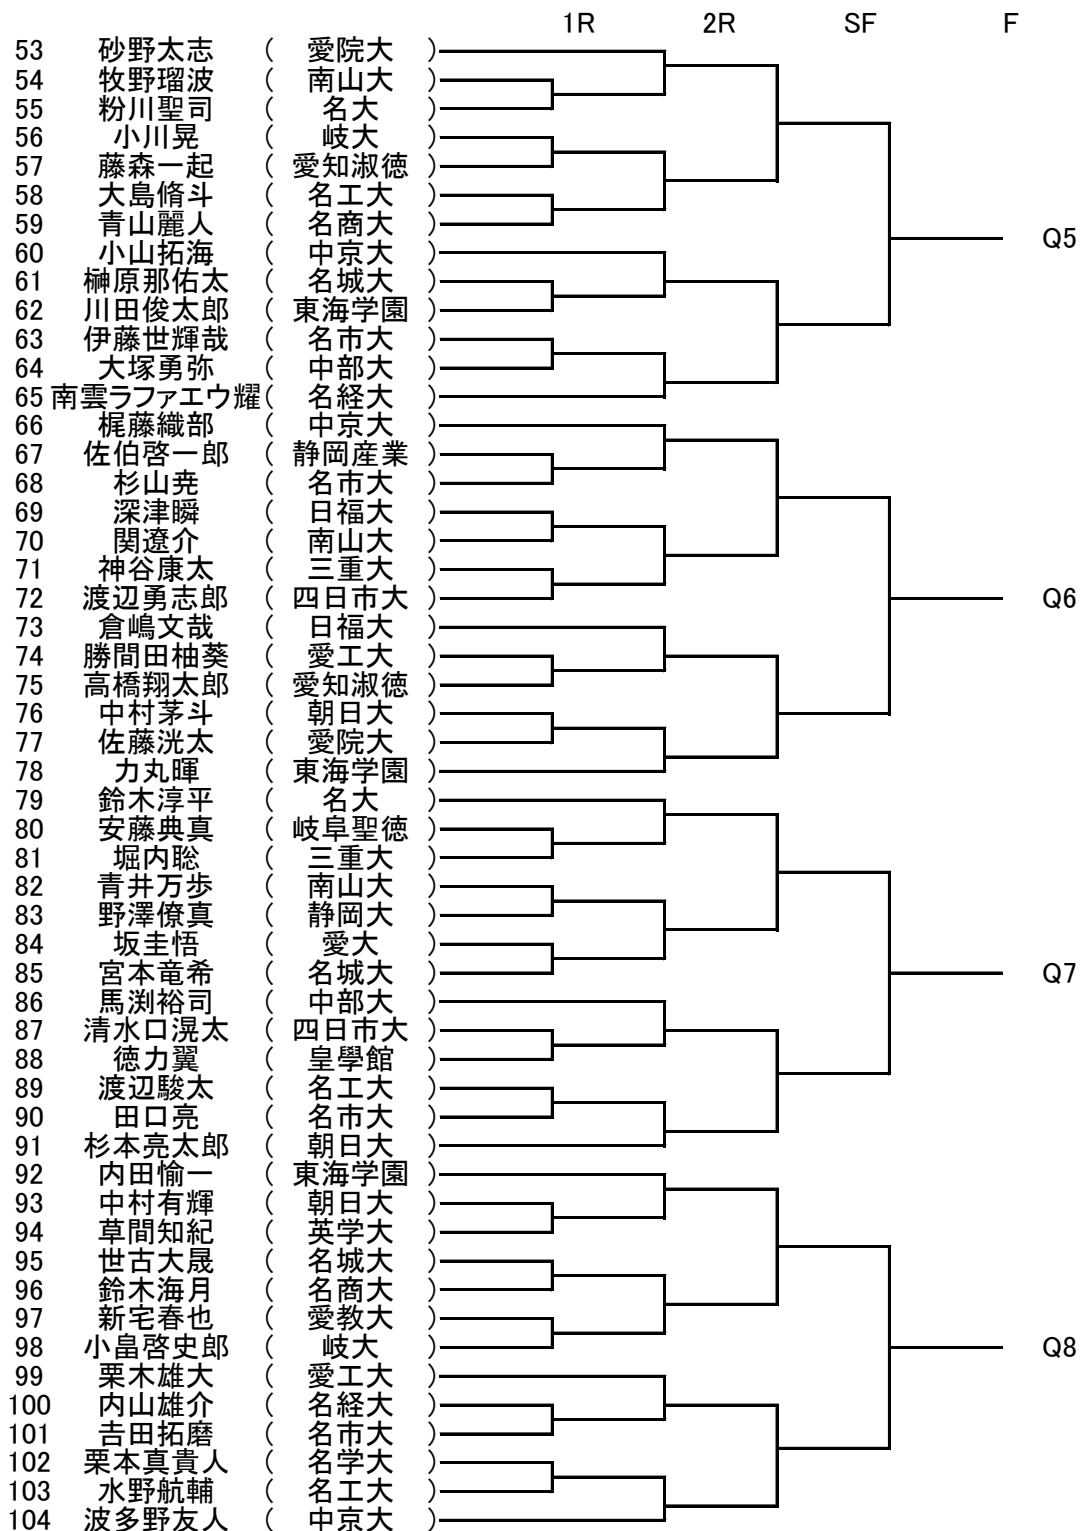 1R 2R SF F
53 砂野太志 ( 愛院大 )
54 牧野瑠波 ( 南山大 )
55 粉川聖司 ( 名大 )
56 小川晃 ( 岐大 )
57 藤森一起 ( 愛知淑徳 )
58 大島脩斗 ( 名工大 )
59 青山麗人 ( 名商大 )
Q5
60 小山拓海 ( 中京大 )
61 榊原那佑太 ( 名城大 )
62 川田俊太郎 ( 東海学園 )
63 伊藤世輝哉 ( 名市大 )
64 大塚勇弥 ( 中部大 )
65 南雲ラファエウ耀 ( 名経大 )
66 梶藤織部 ( 中京大 )
67 佐伯啓一郎 ( 静岡産業 )
68 杉山尭 ( 名市大 )
69 深津瞬 ( 日福大 )
70 関遼介 ( 南山大 )
71 神谷康太 ( 三重大 )
72 渡辺勇志郎 ( 四日市大 ) Q6
73 倉嶋文哉 ( 日福大 )
74 勝間田柚葵 ( 愛工大 )
75 高橋翔太郎 ( 愛知淑徳 )
76 中村茅斗 ( 朝日大 )
77 佐藤洸太 ( 愛院大 )
78 力丸暉 ( 東海学園 )
79 鈴木淳平 ( 名大 )
80 安藤典真 ( 岐阜聖徳 )
81 堀内聡 ( 三重大 )
82 青井万歩 ( 南山大 )
83 野澤僚真 ( 静岡大 )
84 坂圭悟 ( 愛大 )
85 宮本竜希 ( 名城大 ) Q7
86 馬渕裕司 ( 中部大 )
87 清水口滉太 ( 四日市大 )
88 徳力翼 ( 皇學館 )
89 渡辺駿太 ( 名工大 )
90 田口亮 ( 名市大 )
91 杉本亮太郎 ( 朝日大 )
92 内田愉一 ( 東海学園 )
93 中村有輝 ( 朝日大 )
94 草間知紀 ( 英学大 )
95 世古大晟 ( 名城大 )
96 鈴木海月 ( 名商大 )
97 新宅春也 ( 愛教大 )
98 小畠啓史郎 ( 岐大 ) Q8
99 栗木雄大 ( 愛工大 )
100 内山雄介 ( 名経大 )
101 吉田拓磨 ( 名市大 )
102 栗本真貴人 ( 名学大 )
103 水野航輔 ( 名工大 )
104 波多野友人 ( 中京大 )